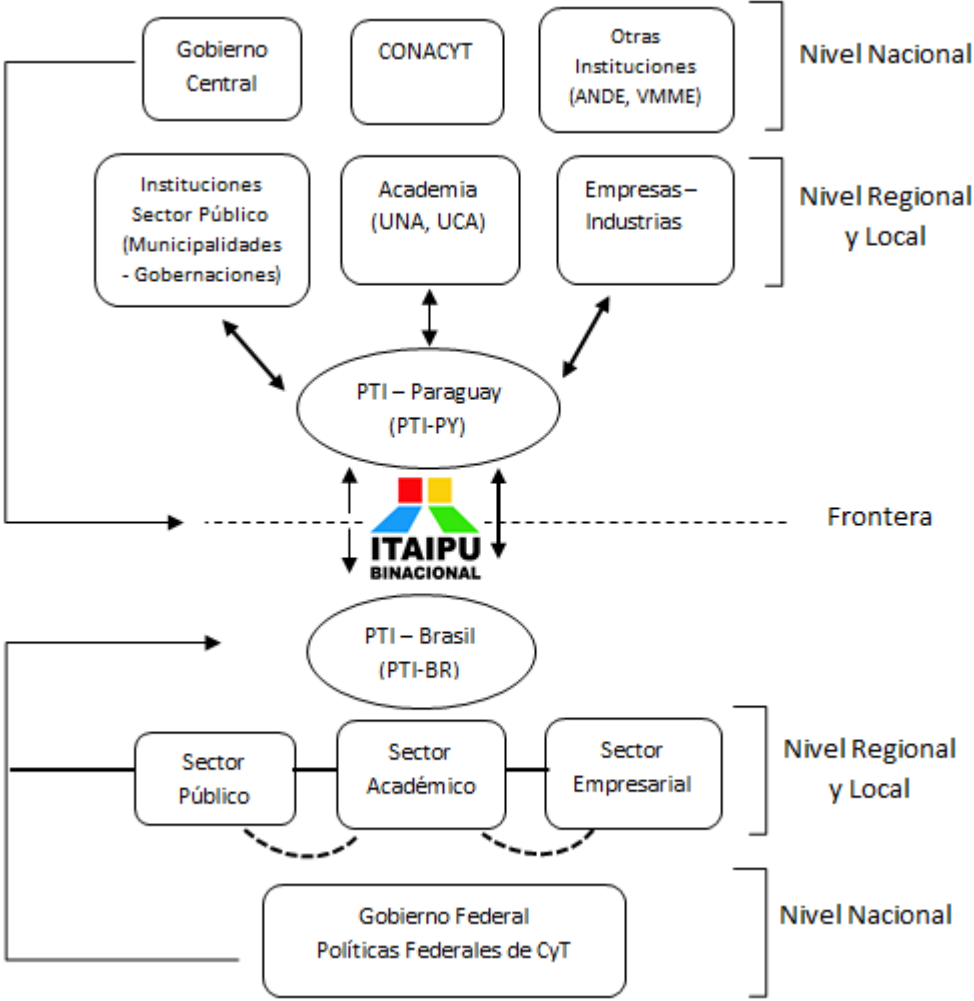 Gobierno
Central
CONACYT
Otras
Instituciones
(ANDE, VMME)
Nivel Nacional
Instituciones
Sector Público
(Municipalidades
- Gobernaciones)
Academia
(UNA, UCA)
Empresas –
Industrias
Nivel Regional
y Local
PTI – Paraguay
(PTI-PY)
ITAIPU
BINACIONAL
Frontera
PTI – Brasil
(PTI-BR)
Sector
Público
Sector
Académico
Sector
Empresarial
Nivel Regional
y Local
Gobierno Federal
Políticas Federales de CyT
Nivel Nacional